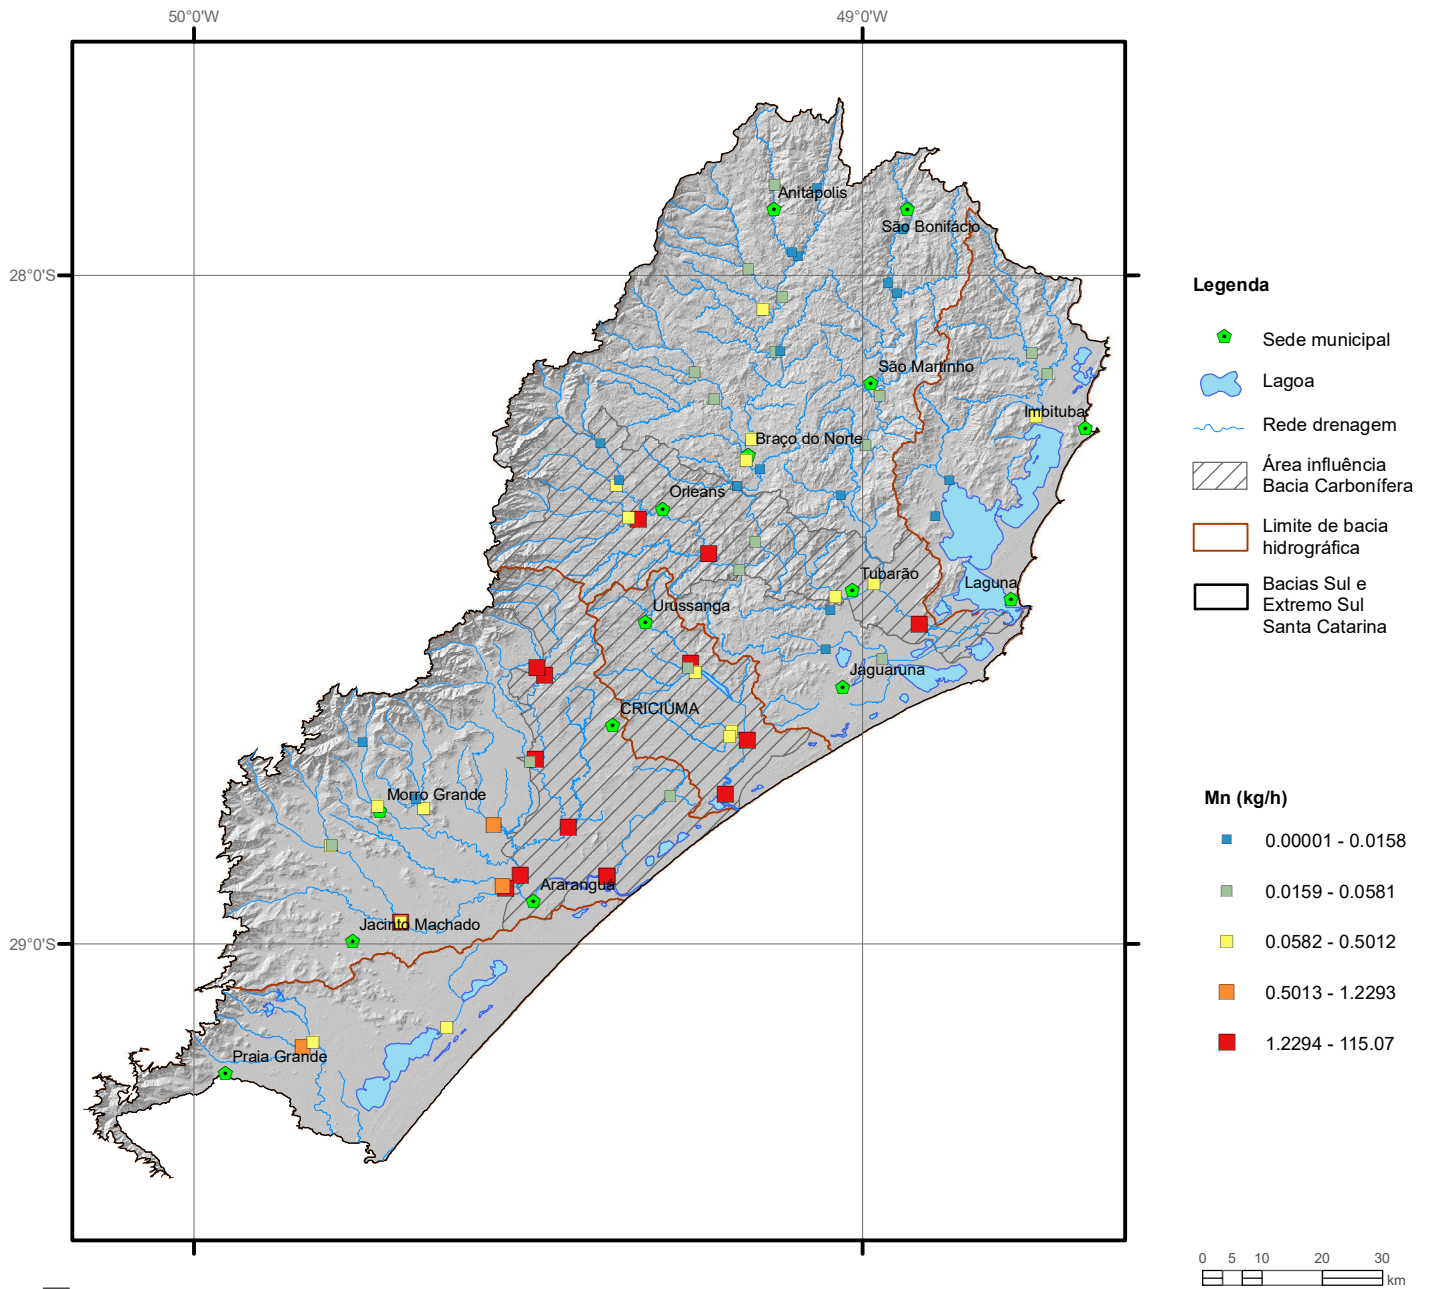 50°0'W
49°0'W
28°0'S
29°0'S
Anitápolis
São Bonifácio
São Martinho
Imbituba
Braço do Norte
Orleans
Tubarão
Laguna
Urussanga
Jaguaruna
CRICIÚMA
Morro Grande
Araranguá
Jacinto Machado
Praia Grande
Legenda
Sede municipal
Lagoa
Rede drenagem
Área influência
Bacia Carbonífera
Limite de bacia
hidrográfica
Bacias Sul e
Extremo Sul
Santa Catarina
Mn (kg/h)
0.00001 - 0.0158
0.0159 - 0.0581
0.0582 - 0.5012
0.5013 - 1.2293
1.2294 - 115.07
0 5 10 20 30
km